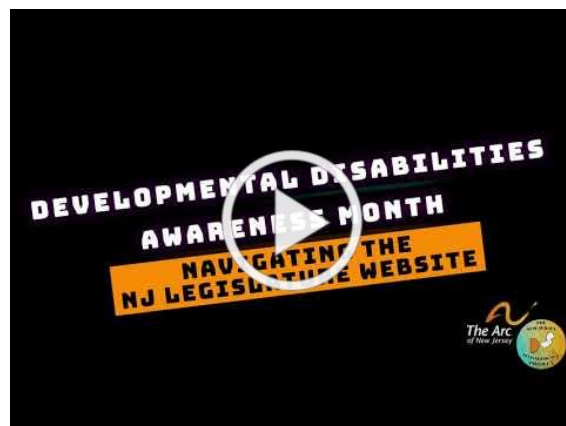 DEVELOPMENTAL DISABILITIES
AWARENESS MONTH
NAVIGATING THE
NJ LEGISLATURE WEBSITE
The Arc
of New Jersey